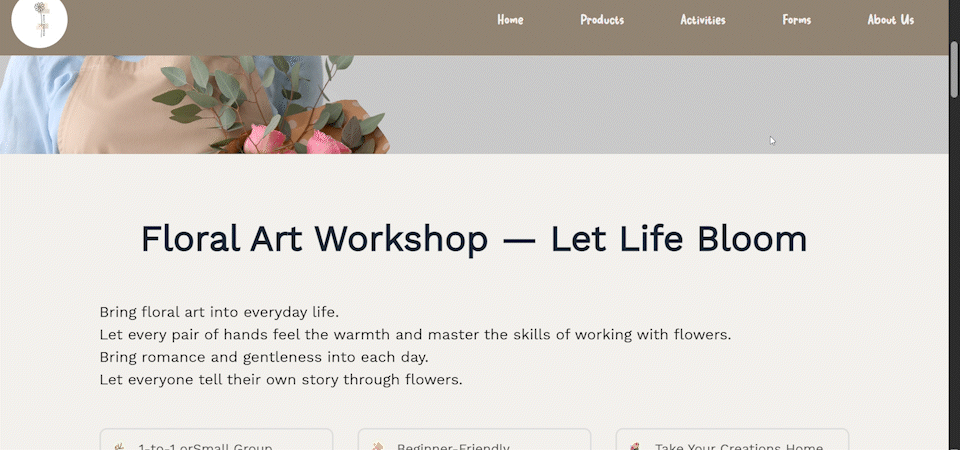 Home Products Activities Forms About Us
Floral Art Workshop — Let Life Bloom
Bring floral art into everyday life.
Let every pair of hands feel the warmth and master the skills of working with flowers.
Bring romance and gentleness into each day.
Let everyone tell their own story through flowers.
1-to-1 orSmall Group Beginner-Friendly Take Your Creations Home